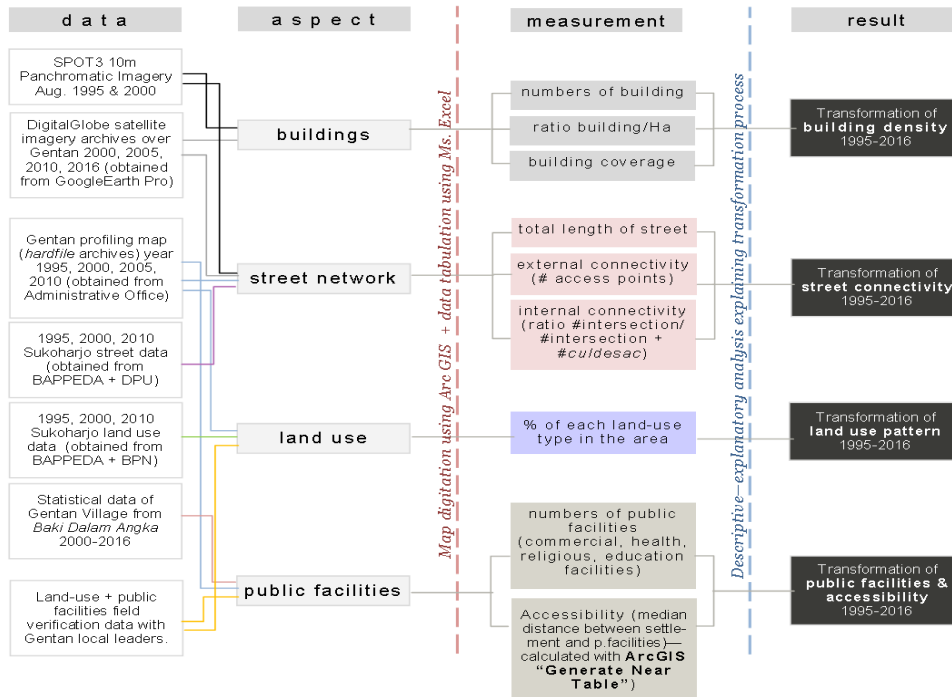 data
aspect
measurement
result
SPOT3 10m
Panchromatic Imagery
Aug. 1995 & 2000
DigitalGlobe satellite
imagery archives over
Gentan 2000, 2005,
2010, 2016 (obtained
from GoogleEarth Pro)
Gentan profiling map
(hardfile archives) year
1995, 2000, 2005,
2010 (obtained from
Administrative Office)
1995, 2000, 2010
Sukoharjo street data
(obtained from
BAPPEDA + DPU)
1995, 2000, 2010
Sukoharjo land use
data (obtained from
BAPPEDA + BPN)
Statistical data of
Gentan Village from
Baki Dalam Angka
2000-2016
Land-use + public
facilities field
verification data with
Gentan local leaders.
buildings
street network
land use
public facilities
Map digitation using Arc GIS + data tabulation using Ms. Excel
numbers of building
ratio building/Ha
building coverage
total length of street
external connectivity
(# access points)
internal connectivity
(ratio #intersection/
#intersection +
#culdesac)
% of each land-use
type in the area
numbers of public
facilities
(commercial, health,
religious, education
facilities)
Accessibility (median
distance between settle-
ment and p.facilities)—
calculated with ArcGIS
"Generate Near
Table")
Descriptive—explanatory analysis explaining transformation process
Transformation of
building density
1995-2016
Transformation of
street connectivity
1995-2016
Transformation of
land use pattern
1995-2016
Transformation of
public facilities &
accessibility
1995-2016